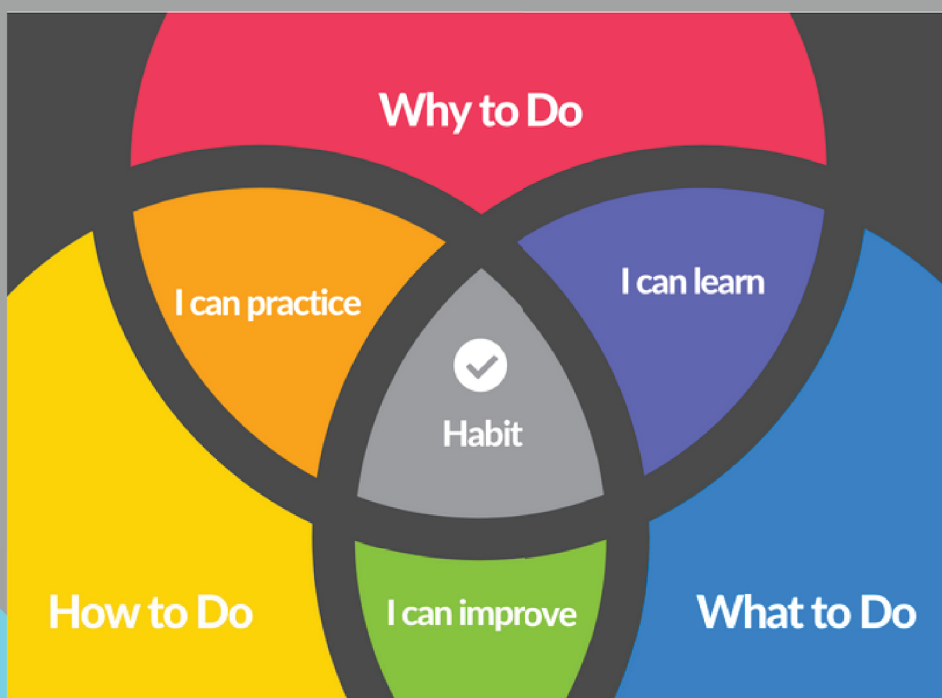 Why to Do
I can practice
I can learn
Habit
How to Do
I can improve
What to Do